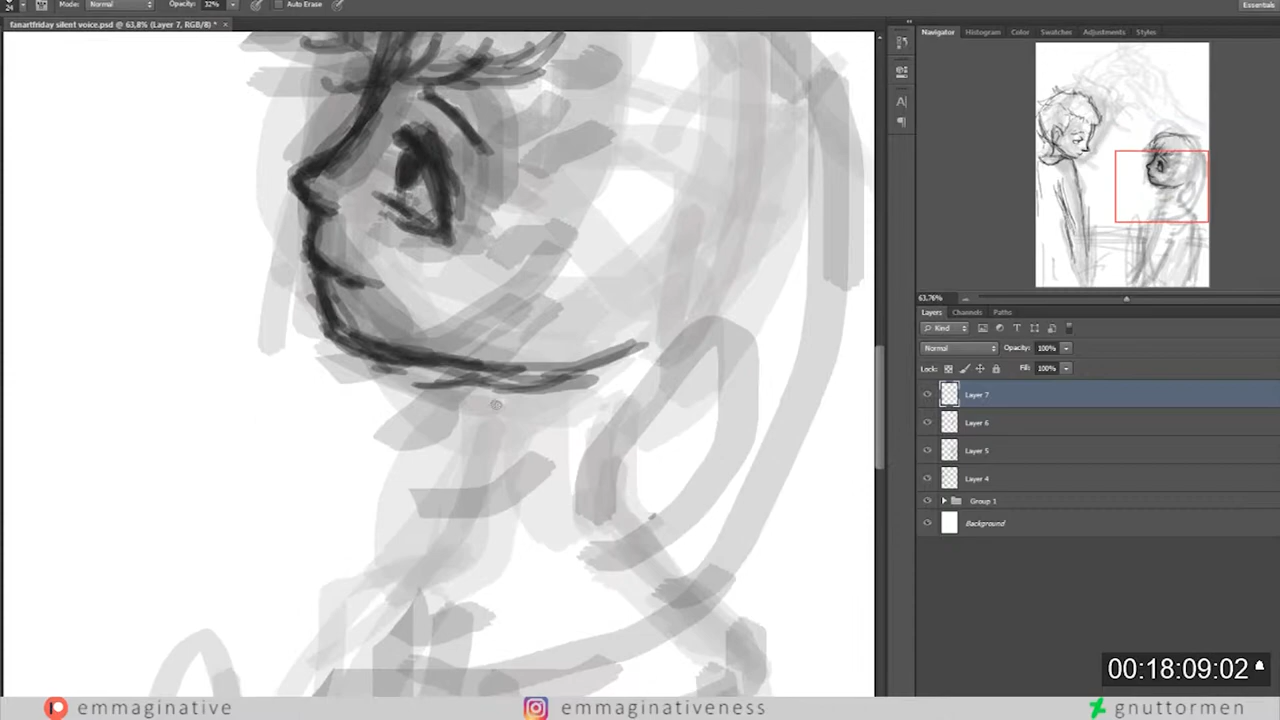 24 Mode: Normal Opacity: 32% Auto Erase Essentials
fanartfriday silent voice.psd @ 63,8% (Layer 7, RGB/8) * ×
Navigator Histogram Color Swatches Adjustments Styles
A|
¶
63,76%
Layers Channels Paths
Kind T
Normal Opacity: 100%
Lock: Fill: 100%
Layer 7
Layer 6
Layer 5
Layer 4
Group 1
Background
00:18:09:02
emmaginative emmaginativeness gnuttormen